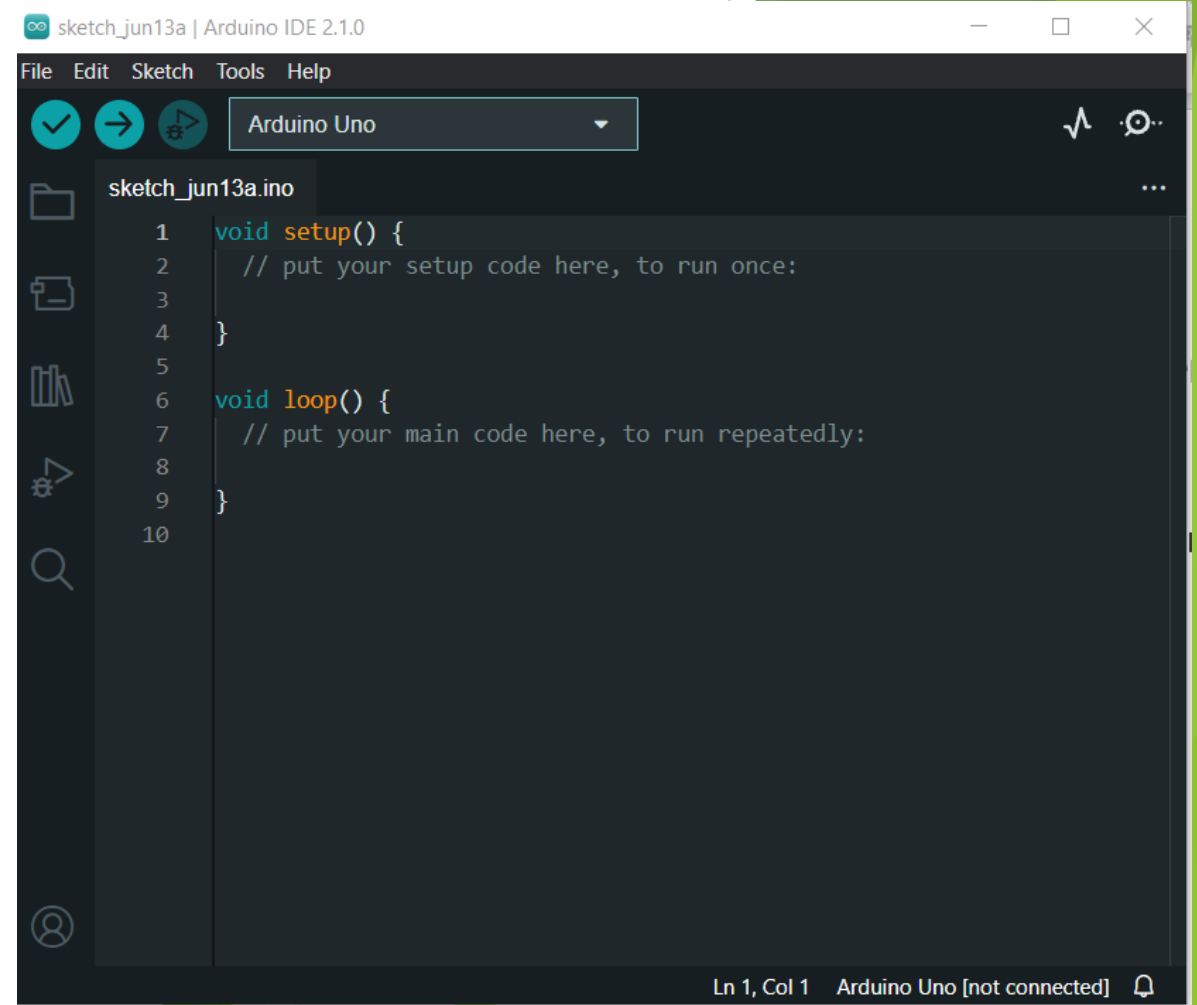 sketch_jun13a | Arduino IDE 2.1.0
File Edit Sketch Tools Help
Arduino Uno
sketch_jun13a.ino
1 void setup() {
2 // put your setup code here, to run once:
3
4 }
5
6 void loop() {
7 // put your main code here, to run repeatedly:
8
9 }
10
Ln 1, Col 1 Arduino Uno [not connected]